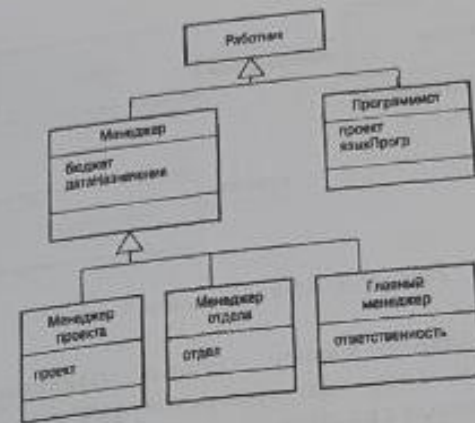 Работник
Менеджер
бюджет
датаНазначения
Программист
проект
языкПрогр
Менеджер
проекта
проект
Менеджер
отдела
отдел
Главный
менеджер
ответственность